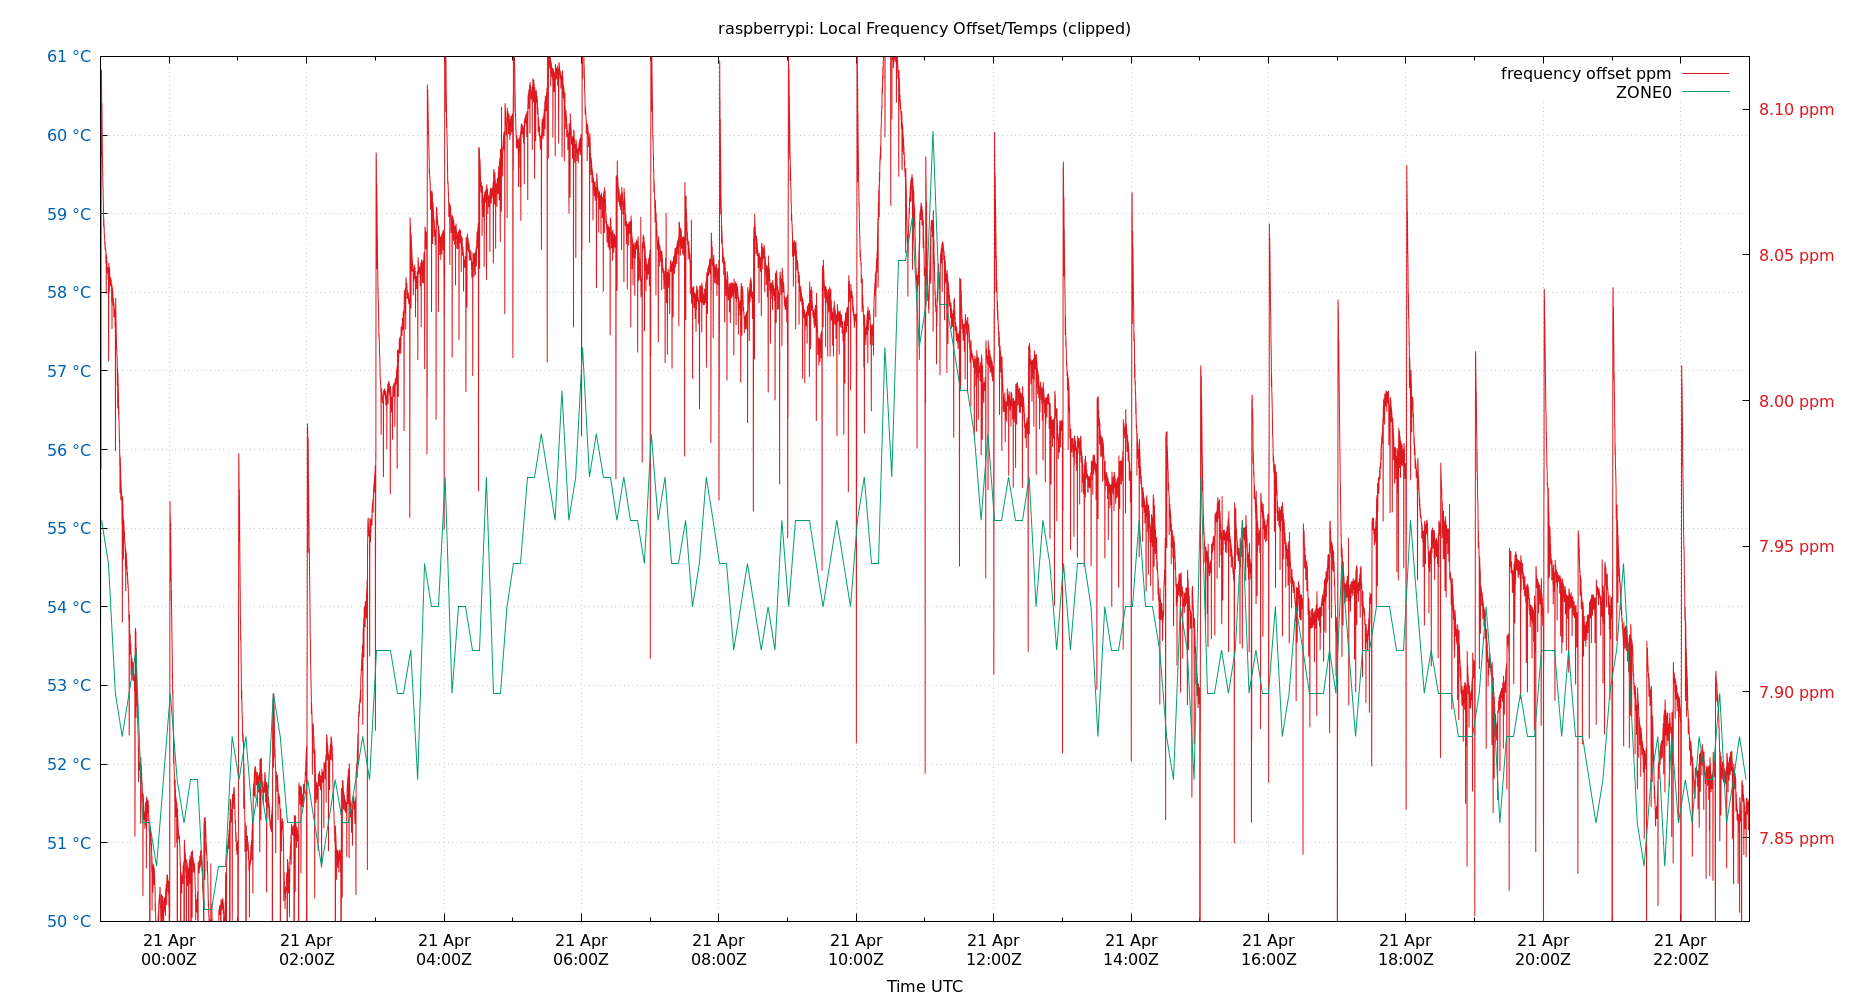 raspberrypi: Local Frequency Offset/Temps (clipped)
frequency offset ppm
ZONE0
61 °C
60 °C
59 °C
58 °C
57 °C
56 °C
55 °C
54 °C
53 °C
52 °C
51 °C
50 °C
8.10 ppm
8.05 ppm
8.00 ppm
7.95 ppm
7.90 ppm
7.85 ppm
21 Apr 21 Apr 21 Apr 21 Apr 21 Apr 21 Apr 21 Apr 21 Apr 21 Apr 21 Apr 21 Apr 21 Apr
00:00Z 02:00Z 04:00Z 06:00Z 08:00Z 10:00Z 12:00Z 14:00Z 16:00Z 18:00Z 20:00Z 22:00Z
Time UTC